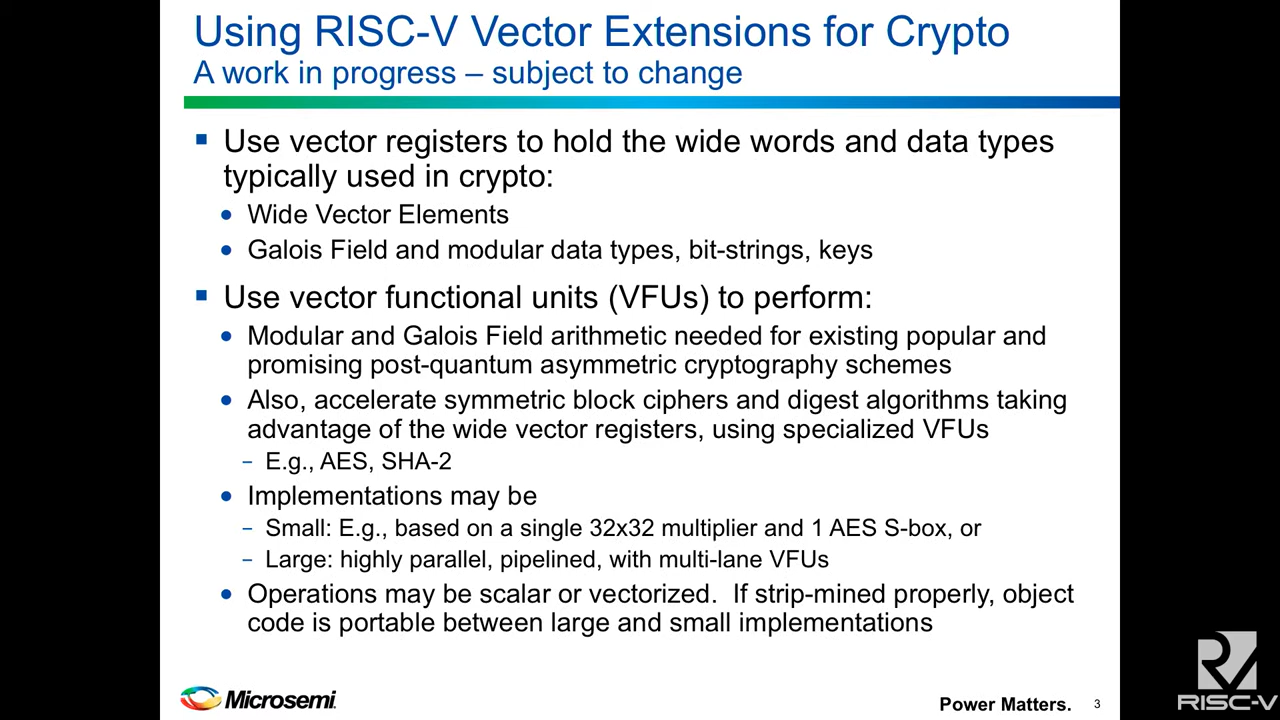 Using RISC-V Vector Extensions for Crypto
A work in progress – subject to change
▪ Use vector registers to hold the wide words and data types
typically used in crypto:
• Wide Vector Elements
• Galois Field and modular data types, bit-strings, keys
▪ Use vector functional units (VFUs) to perform:
• Modular and Galois Field arithmetic needed for existing popular and
promising post-quantum asymmetric cryptography schemes
• Also, accelerate symmetric block ciphers and digest algorithms taking
advantage of the wide vector registers, using specialized VFUs
– E.g., AES, SHA-2
• Implementations may be
– Small: E.g., based on a single 32x32 multiplier and 1 AES S-box, or
– Large: highly parallel, pipelined, with multi-lane VFUs
• Operations may be scalar or vectorized.  If strip-mined properly, object
code is portable between large and small implementations
Microsemi.
Power Matters.
3
RISC-V